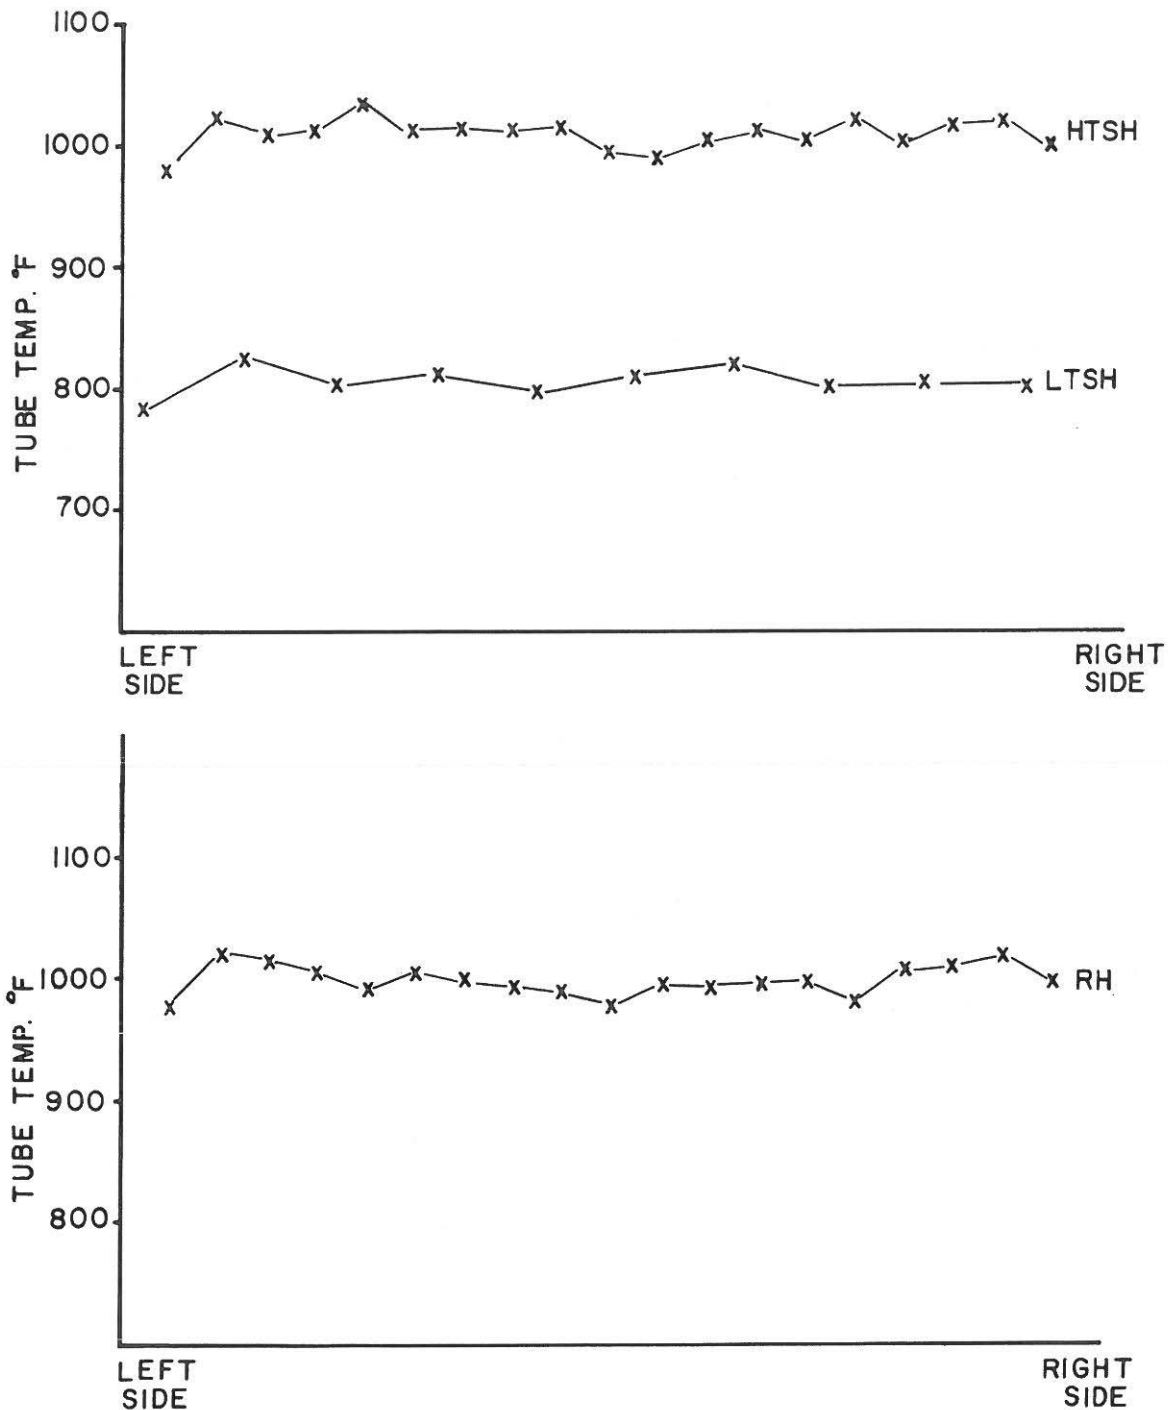 1100
HTSH
1000
TUBE TEMP. °F
900
800
LTSH
700
LEFT
SIDE
RIGHT
SIDE
1100
TUBE TEMP. °F
1000
RH
900
800
LEFT
SIDE
RIGHT
SIDE